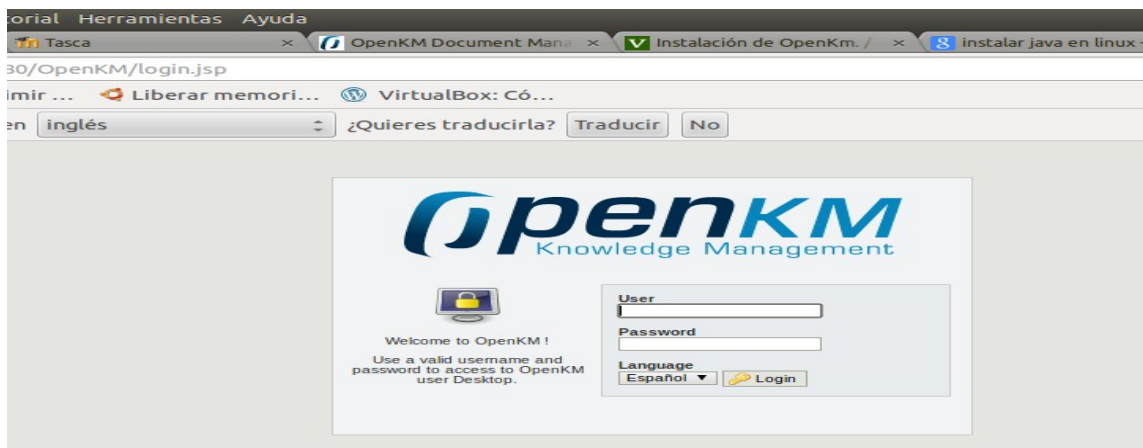 torial Herramientas Ayuda
Tasca × OpenKM Document Mana × Instalación de OpenKm. / × instalar java en linux -
30/OpenKM/login.jsp
imir ... Liberar memori... VirtualBox: Có...
en inglés ¿Quieres traducirla? Traducir No
OpenKM
Knowledge Management
Welcome to OpenKM !
Use a valid username and
password to access to OpenKM
user Desktop.
User
Password
Language
Español Login